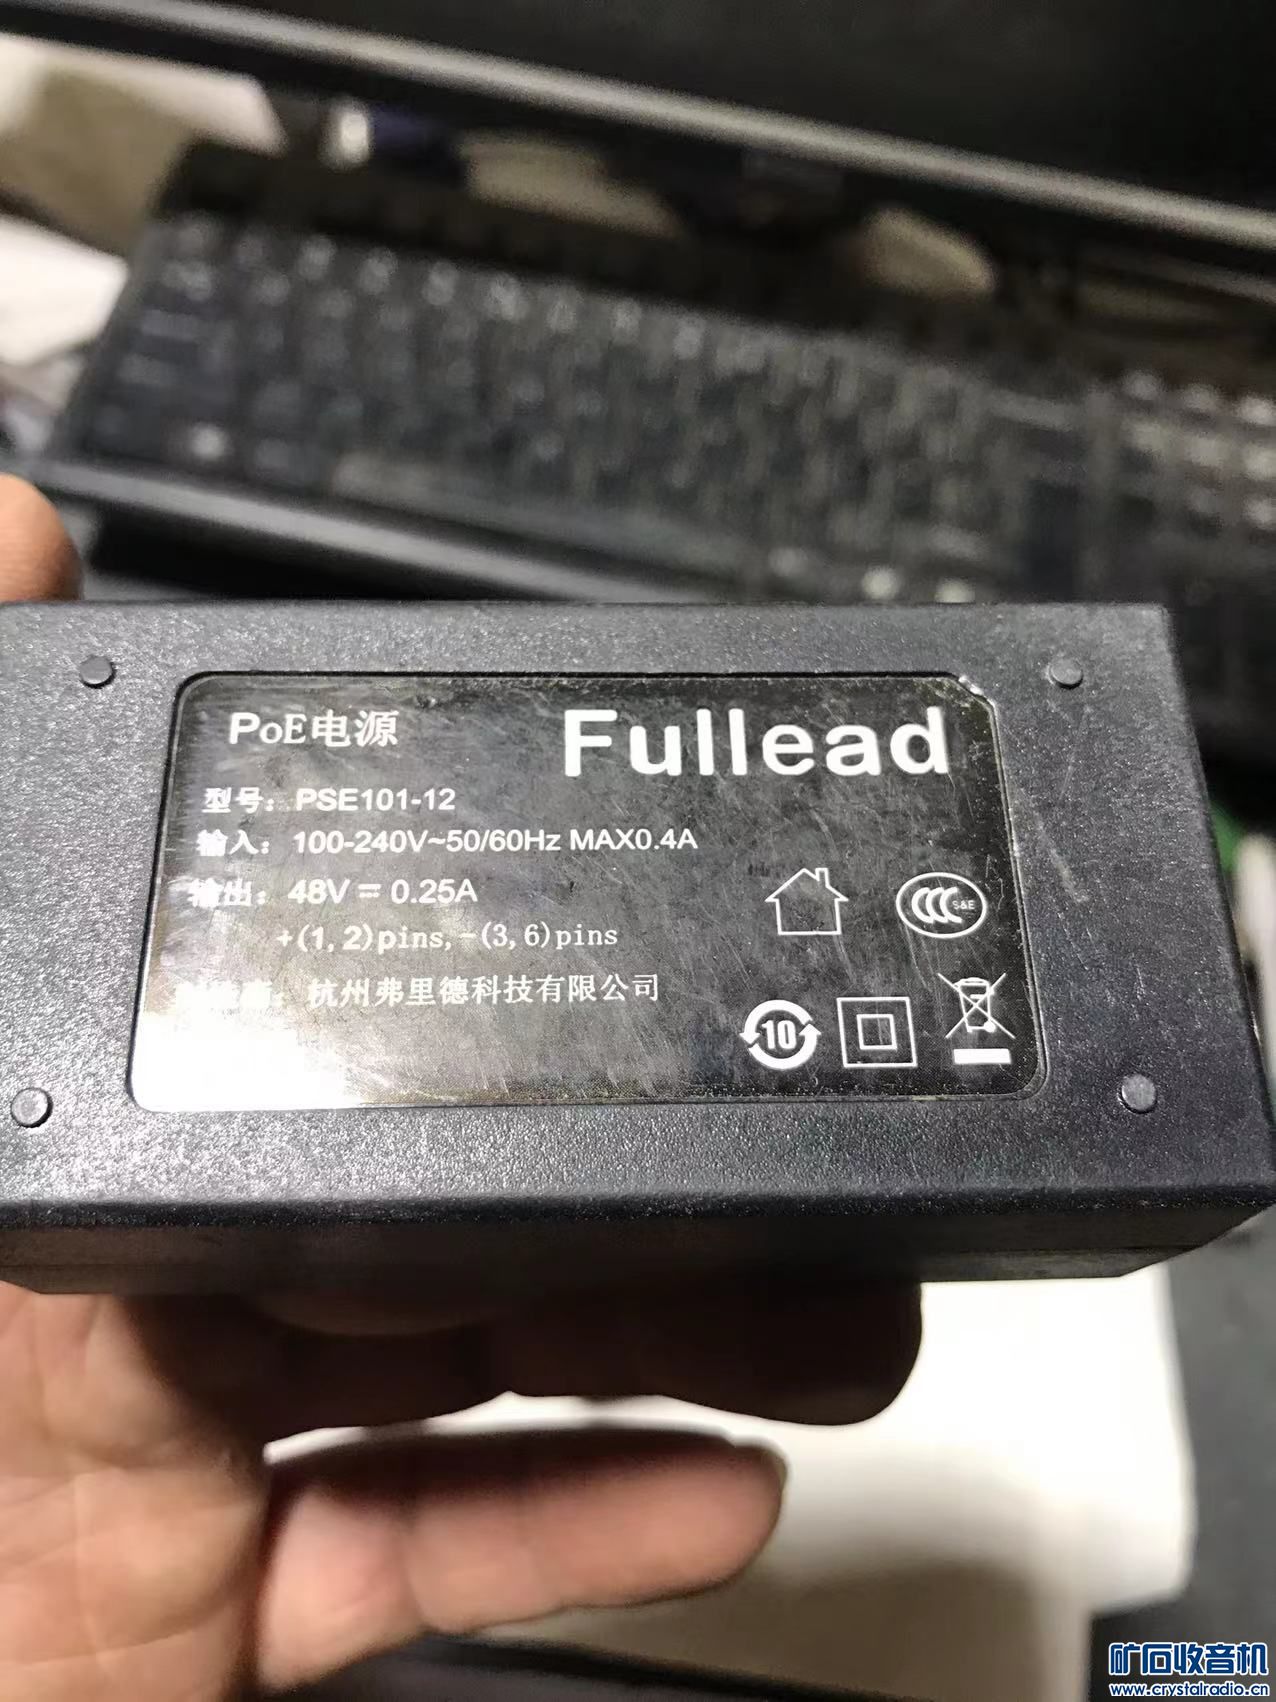 PoE电源
Fullead
型号：PSE101-12
输入：100-240V~50/60Hz MAX0.4A
输出：48V = 0.25A
+(1,2)pins,-(3,6)pins
杭州弗里德科技有限公司
S&E
10
矿石收音机
www.crystalradio.cn